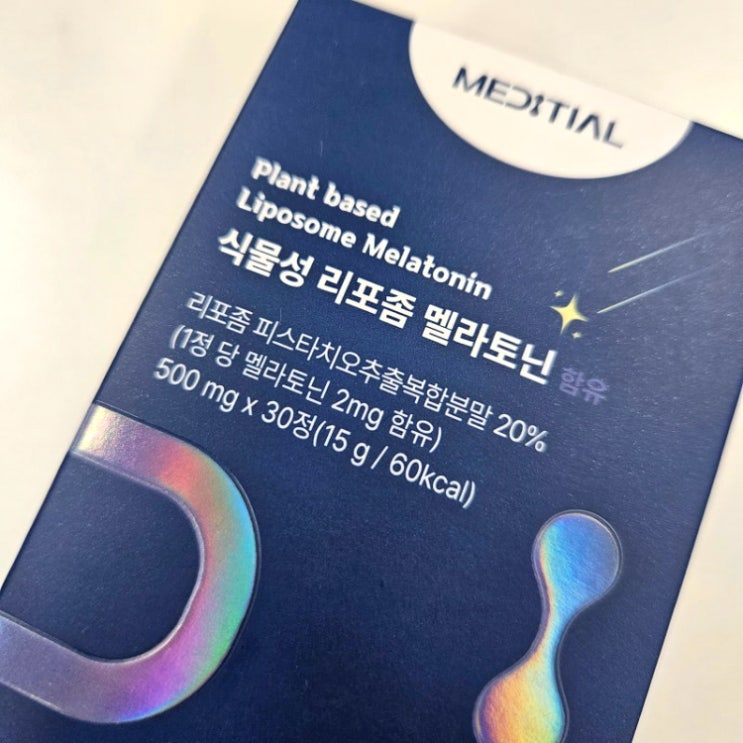 MEDITIAL
Plant based
Liposome Melatonin
식물성 리포좀 멜라토닌 함유
리포좀 피스타치오추출복합분말 20%
(1정 당 멜라토닌 2mg 함유)
500 mg x 30정(15 g / 60kcal)